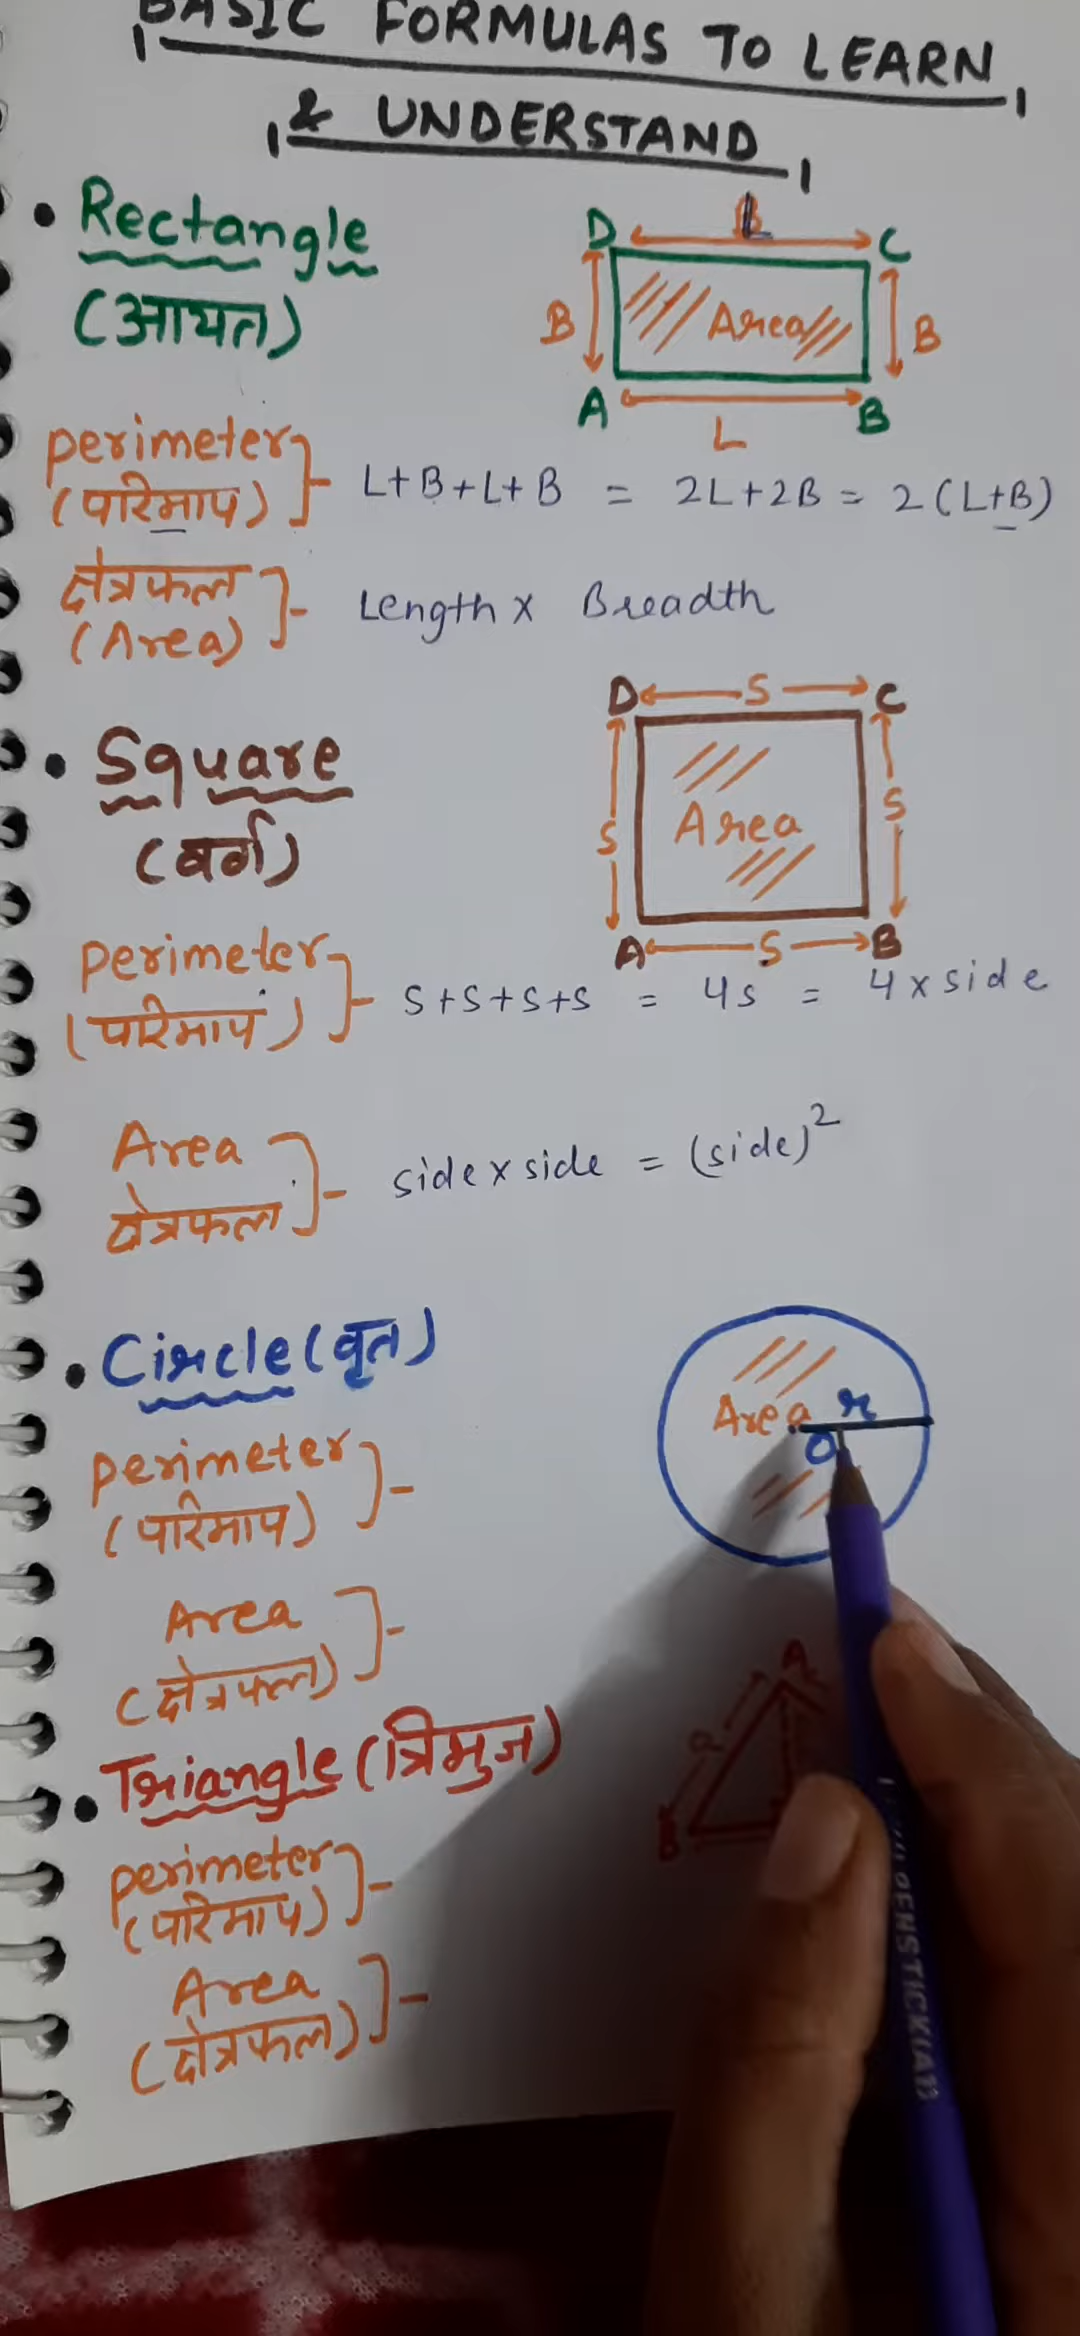 BASIC FORMULAS TO LEARN
& UNDERSTAND
• Rectangle
(आयत)
D L C
B Area B
A L B
perimeter
(परिमाप) - L+B+L+B = 2L+2B = 2(L+B)
क्षेत्रफल
(Area) - Length x Breadth
• Square
(वर्ग)
D S C
S Area S
A S B
perimeter
(परिमाप) - S+S+S+S = 4s = 4 x side
Area
क्षेत्रफल - side x side = (side)²
• Circle (वृत)
Area r
O
perimeter
(परिमाप) -
Area
(क्षेत्रफल) -
• Triangle (त्रिभुज)
A
a
B
perimeter
(परिमाप) -
Area
(क्षेत्रफल) -